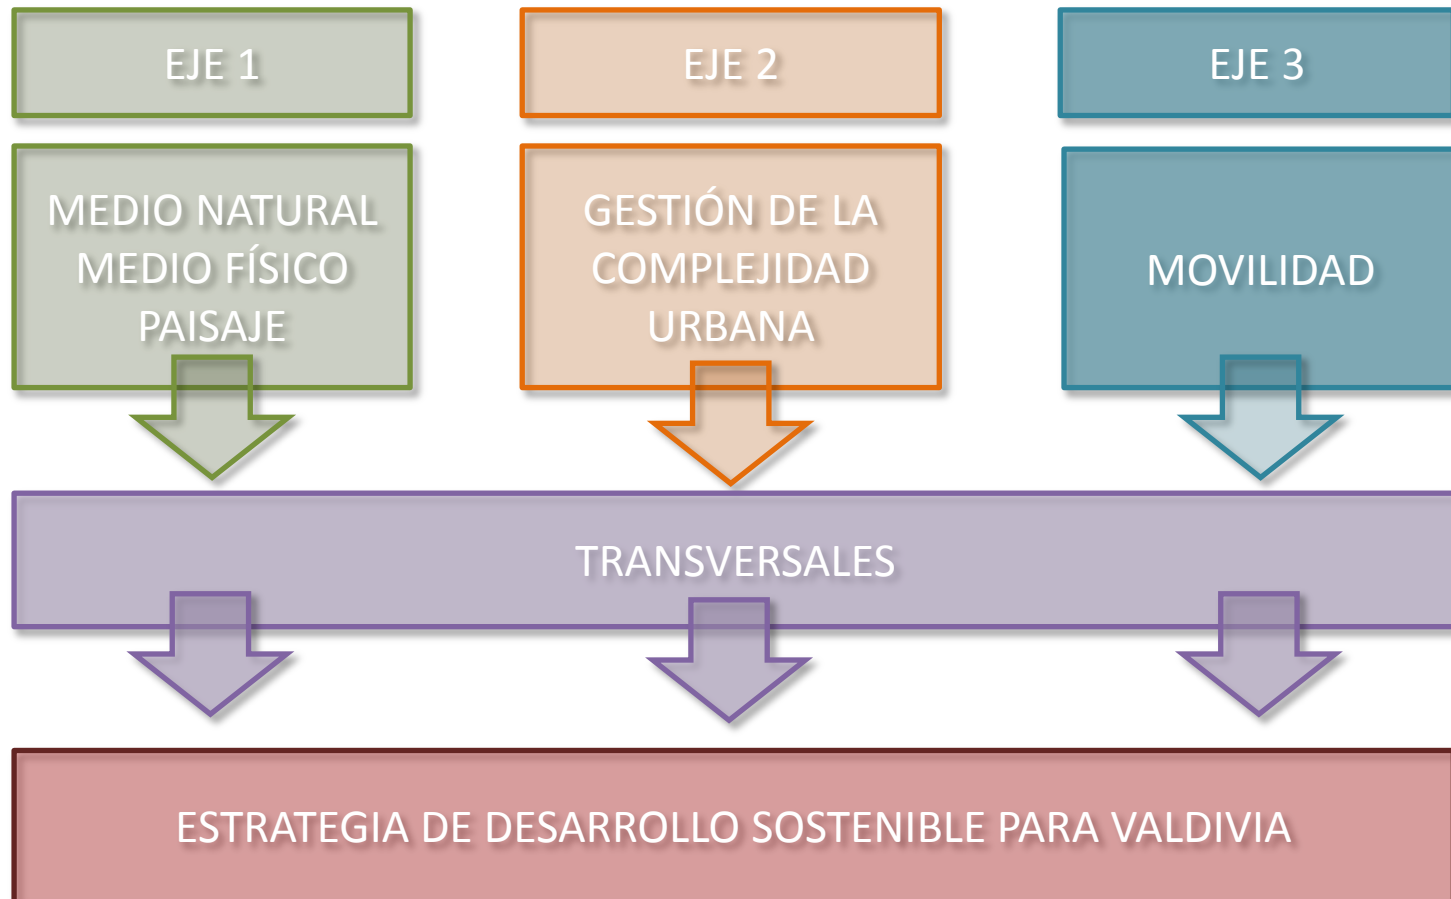 EJE 1
EJE 2
EJE 3
MEDIO NATURAL
MEDIO FÍSICO
PAISAJE
GESTIÓN DE LA
COMPLEJIDAD
URBANA
MOVILIDAD
TRANSVERSALES
ESTRATEGIA DE DESARROLLO SOSTENIBLE PARA VALDIVIA